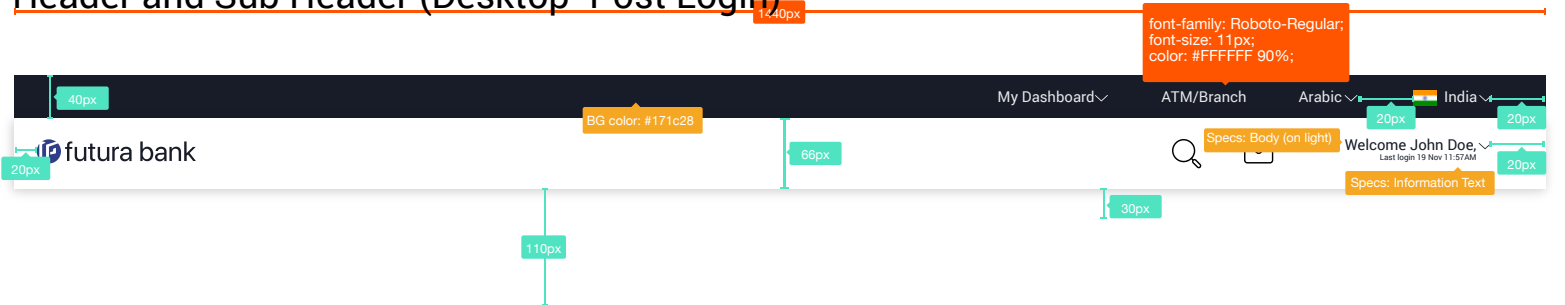 Header and Sub Header (Desktop- Post Login)
1440px
font-family: Roboto-Regular;
font-size: 11px;
color: #FFFFFF 90%;
40px
My Dashboard
ATM/Branch
Arabic
India
BG color: #171c28
20px
20px
futura bank
20px
66px
Specs: Body (on light)
Welcome John Doe,
Last login 19 Nov 11:57AM
20px
Specs: Information Text
30px
110px